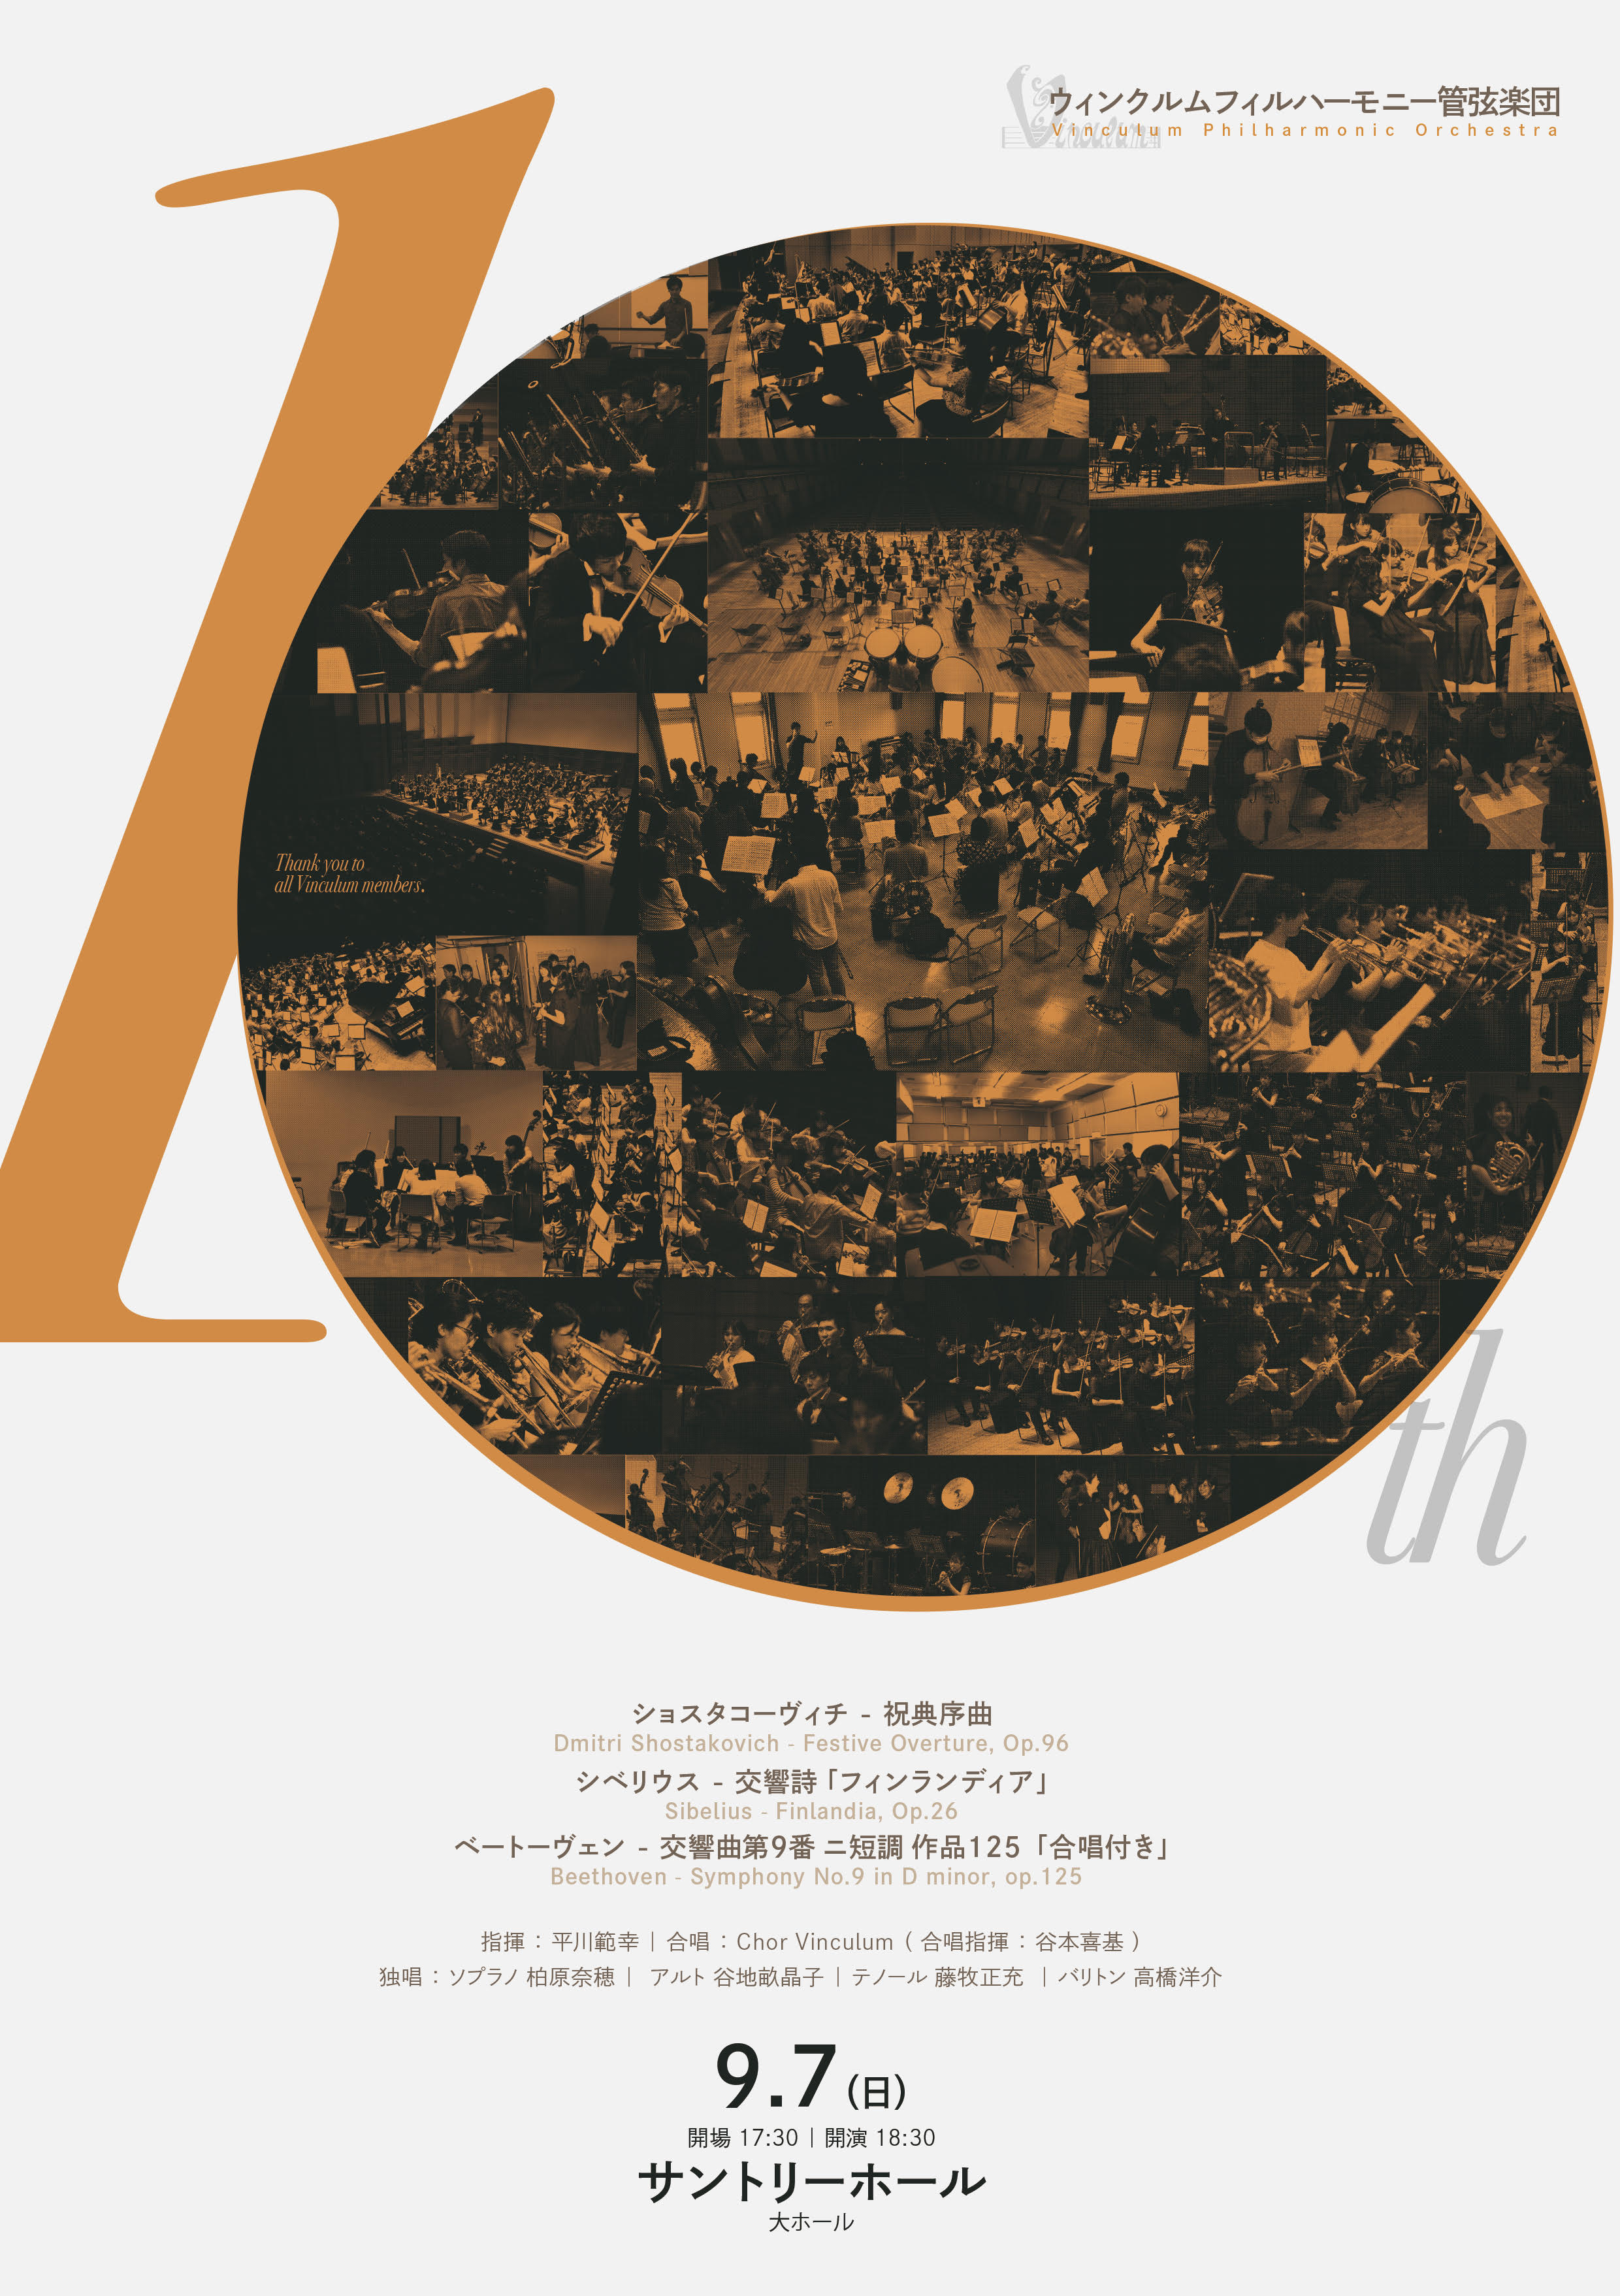 Vinculum
ウィンクルムフィルハーモニー管弦楽団
Vinculum Philharmonic Orchestra
10
th
Thank you to
all Vinculum members.
ショスタコーヴィチ - 祝典序曲
Dmitri Shostakovich - Festive Overture, Op.96
シベリウス - 交響詩「フィンランディア」
Sibelius - Finlandia, Op.26
ベートーヴェン - 交響曲第9番 ニ短調 作品125「合唱付き」
Beethoven - Symphony No.9 in D minor, op.125
指揮：平川範幸｜合唱：Chor Vinculum ( 合唱指揮：谷本喜基 )
独唱：ソプラノ 柏原奈穂｜ アルト 谷地畝晶子｜テノール 藤牧正充 ｜バリトン 高橋洋介
9.7(日)
開場 17:30｜開演 18:30
サントリーホール
大ホール